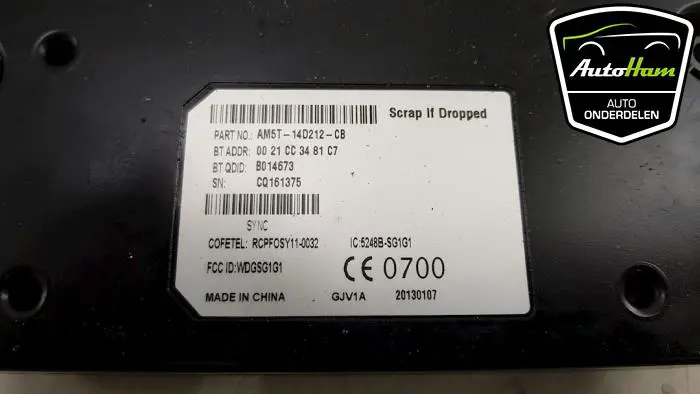 AutoHam
AUTO
ONDERDELEN
Scrap If Dropped
PART NO.: AM5T-14D212-CB
BT ADDR: 00 21 CC 34 81 C7
BT QDID: B014673
SN: CQ161375
SYNC
COFETEL: RCPFOSY11-0032 IC:5248B-SG1G1
FCC ID:WDGSG1G1 CE 0700
MADE IN CHINA GJV1A 20130107